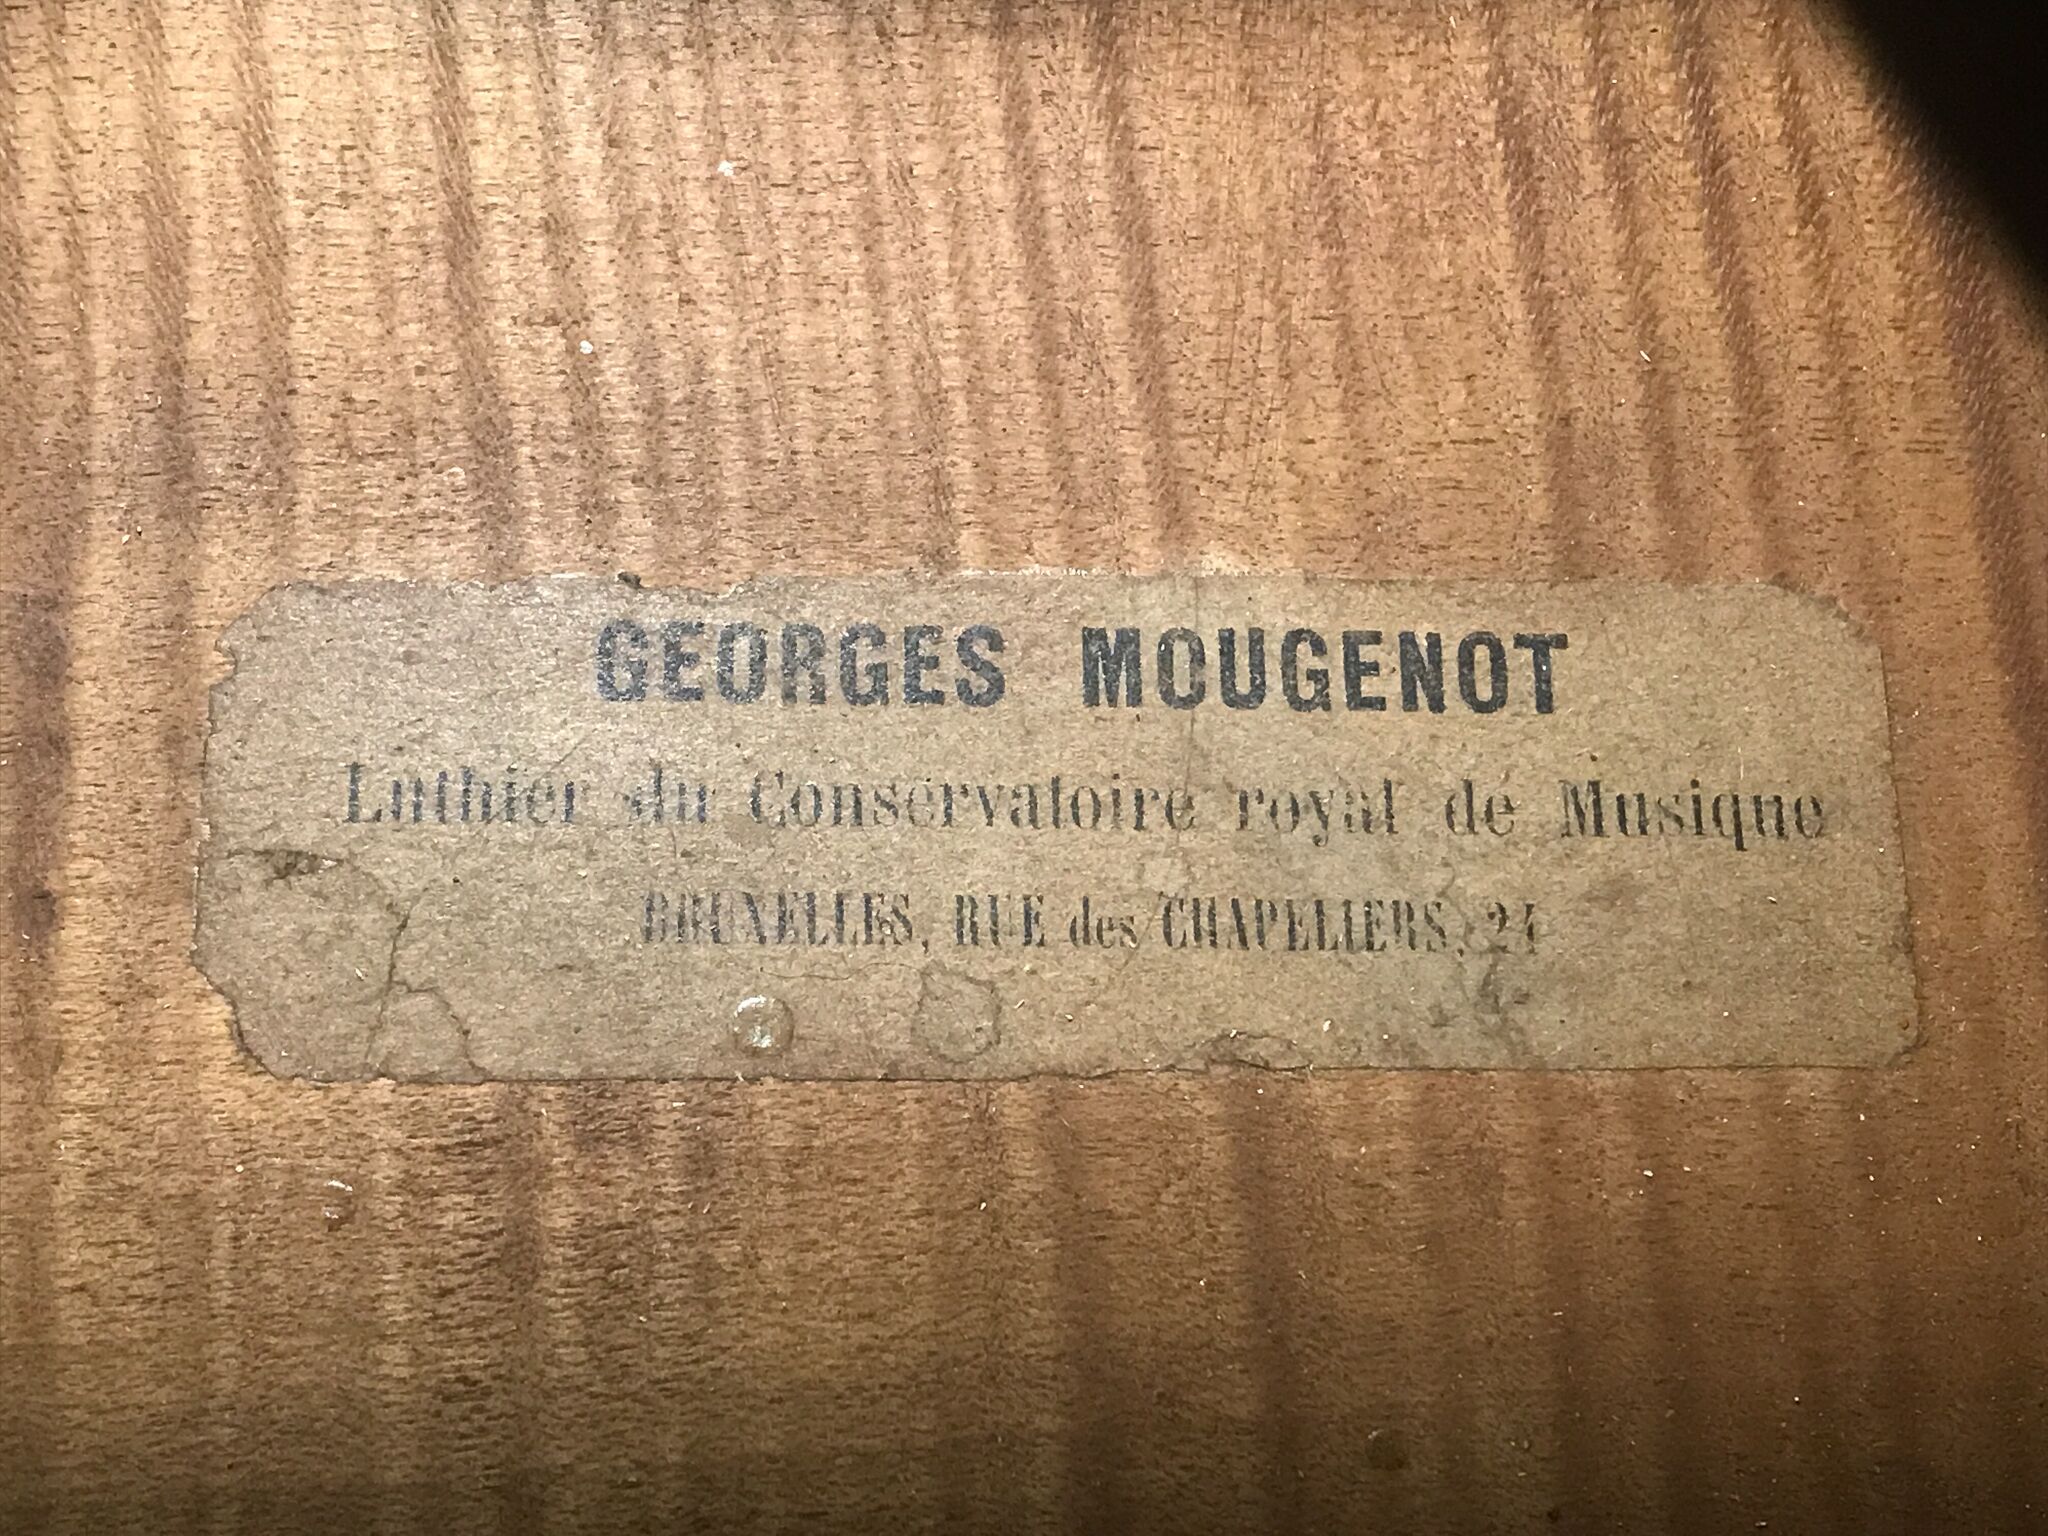 GEORGES MOUGENOT
Luthier du Conservatoire royal de Musique
BRUXELLES, RUE des CHAPELIERS, 24